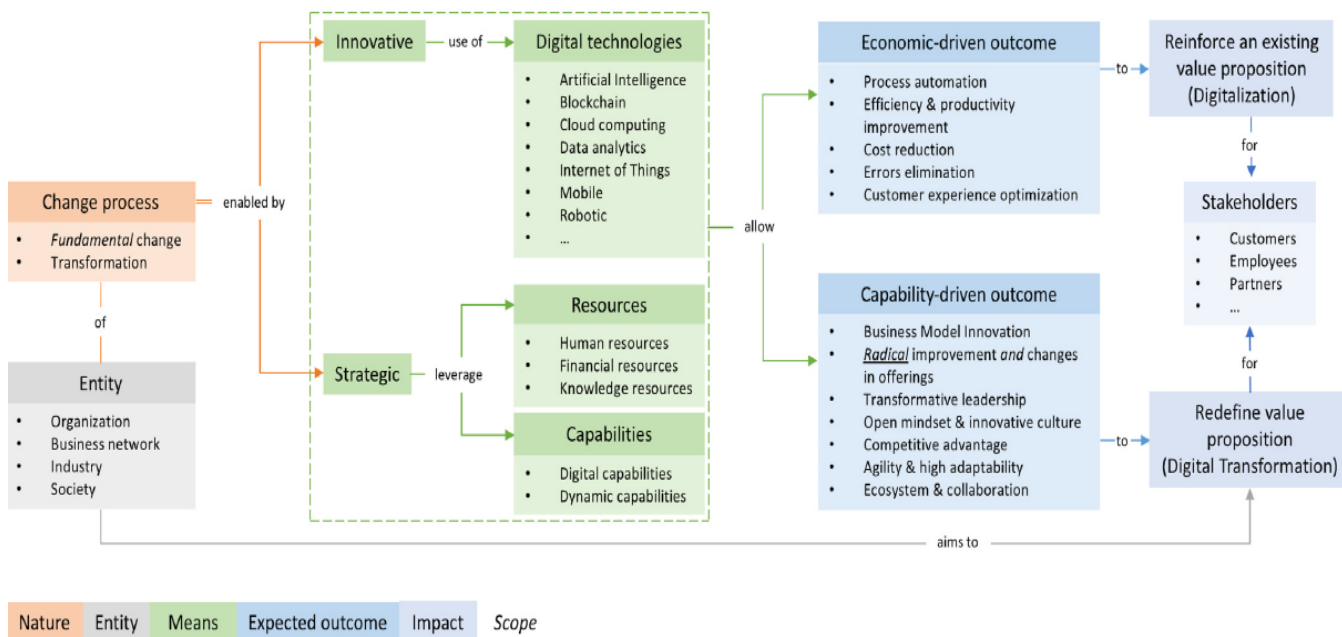 Change process
• Fundamental change
• Transformation
of
Entity
• Organization
• Business network
• Industry
• Society
enabled by
Innovative
use of
Digital technologies
• Artificial Intelligence
• Blockchain
• Cloud computing
• Data analytics
• Internet of Things
• Mobile
• Robotic
• ...
Strategic
leverage
Resources
• Human resources
• Financial resources
• Knowledge resources
Capabilities
• Digital capabilities
• Dynamic capabilities
allow
Economic-driven outcome
• Process automation
• Efficiency & productivity
improvement
• Cost reduction
• Errors elimination
• Customer experience optimization
to
Reinforce an existing
value proposition
(Digitalization)
for
Stakeholders
• Customers
• Employees
• Partners
• ...
Capability-driven outcome
• Business Model Innovation
• Radical improvement and changes
in offerings
• Transformative leadership
• Open mindset & innovative culture
• Competitive advantage
• Agility & high adaptability
• Ecosystem & collaboration
to
Redefine value
proposition
(Digital Transformation)
for
aims to
Nature Entity Means Expected outcome Impact Scope